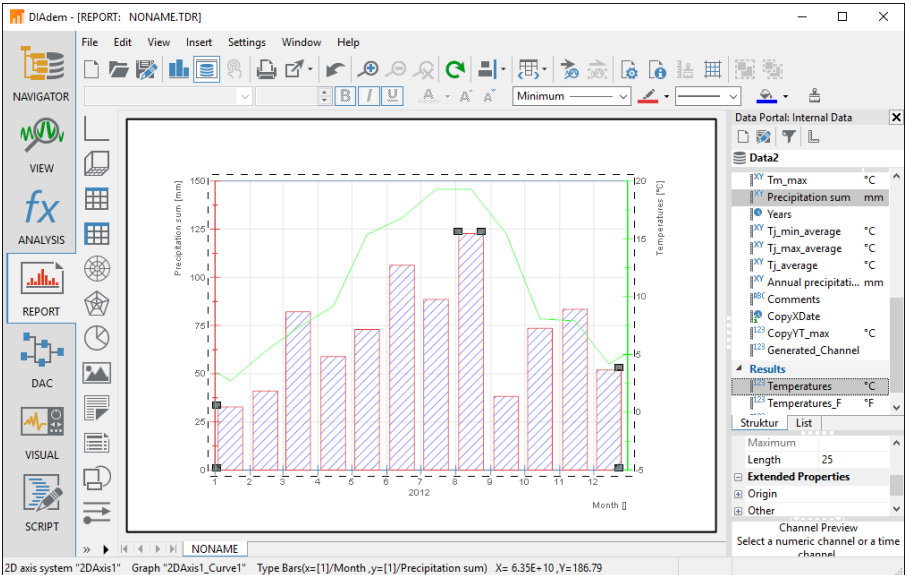 DIAdem - [REPORT:   NONAME.TDR]
File Edit View Insert Settings Window Help
NAVIGATOR
VIEW
ANALYSIS
REPORT
DAC
VISUAL
SCRIPT
B I U A A A Minimum
150
125
100
75
50
25
0
Precipitation sum [mm]
20
15
10
5
0
-5
Temperatures [°C]
1 2 3 4 5 6 7 8 9 10 11 12
2012
Month []
NONAME
Data Portal: Internal Data
Data2
Tm_max °C
Precipitation sum mm
Years
Tj_min_average °C
Tj_max_average °C
Tj_average °C
Annual precipitati... mm
Comments
CopyXDate
CopyYT_max °C
Generated_Channel
Results
Temperatures °C
Temperatures_F °F
Struktur List
Maximum
Length 25
Extended Properties
Origin
Other
Channel Preview
Select a numeric channel or a time
channel
2D axis system "2DAxis1" Graph "2DAxis1_Curve1" Type Bars(x=[1]/Month ,y=[1]/Precipitation sum) X= 6.35E+10 ,Y=186.79